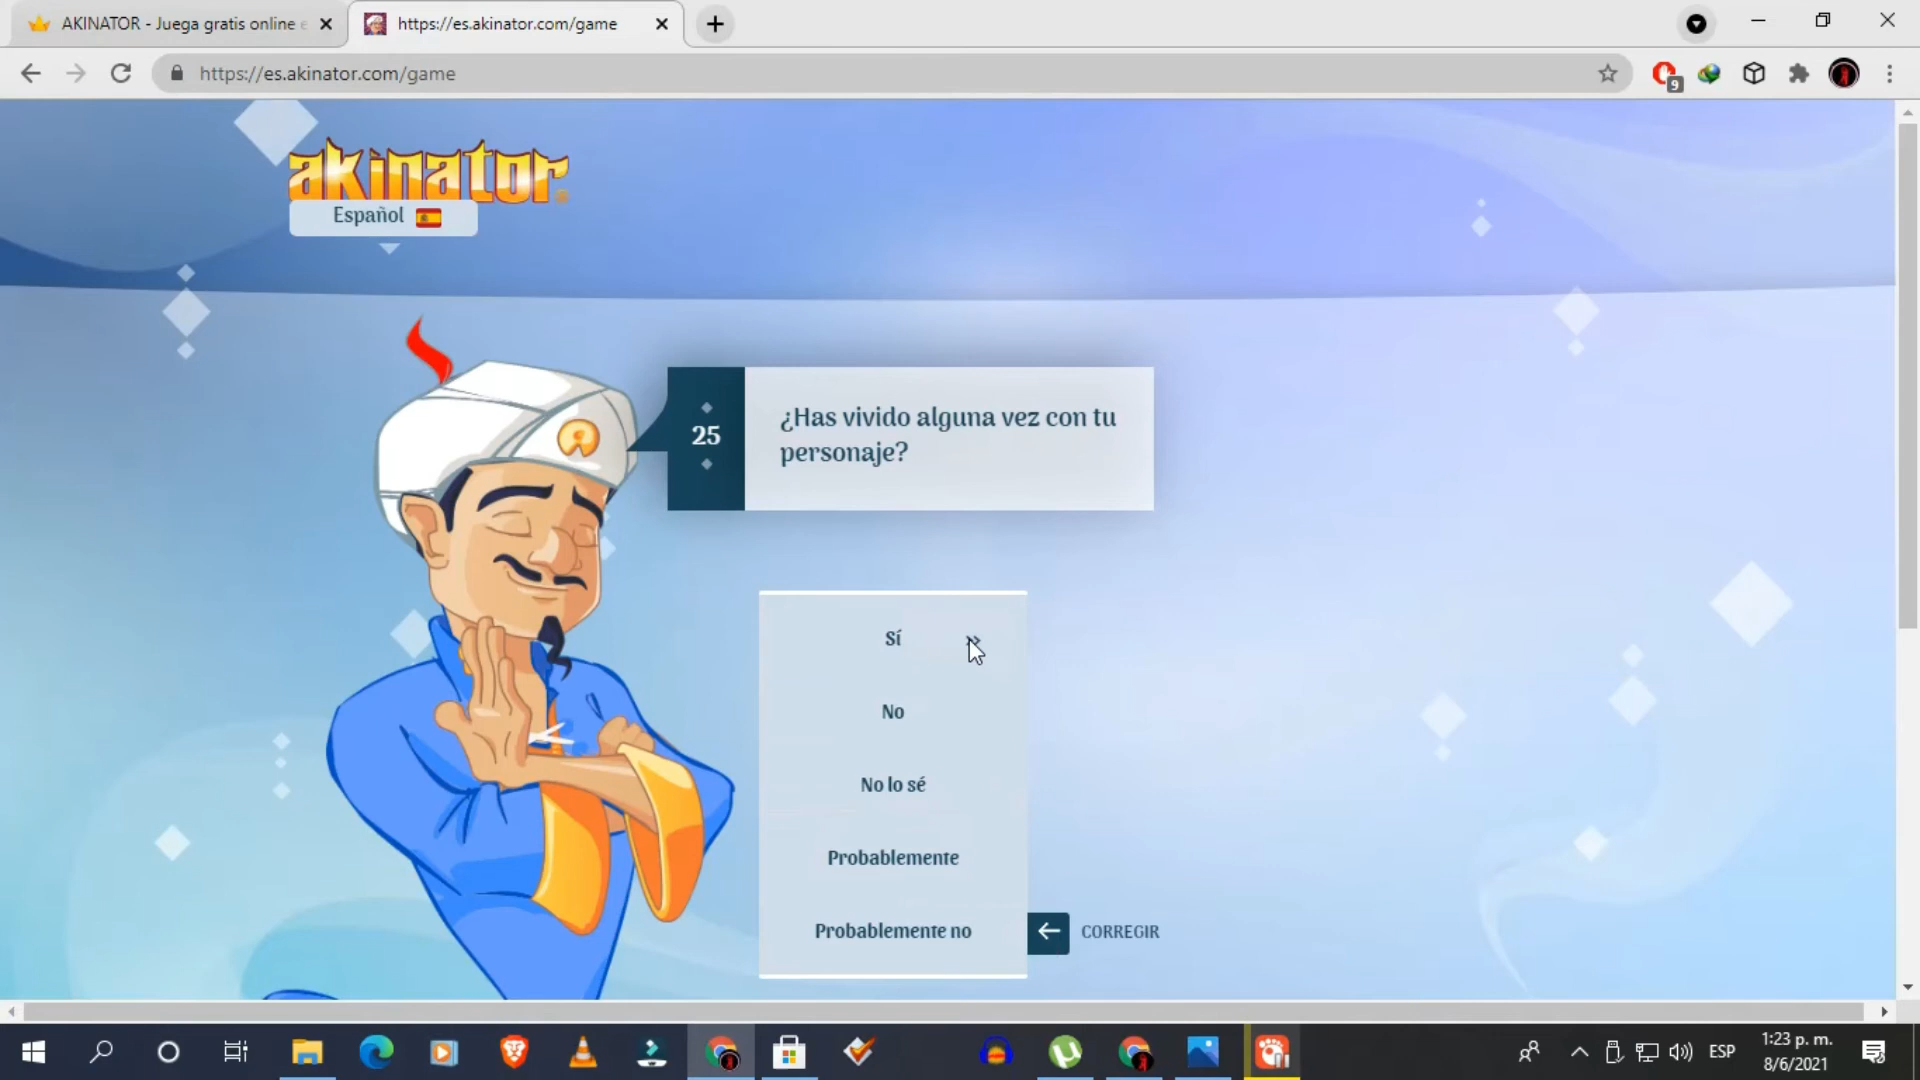 AKINATOR - Juega gratis online e
https://es.akinator.com/game
https://es.akinator.com/game
9
akinator
Español
25
¿Has vivido alguna vez con tu
personaje?
Sí
No
No lo sé
Probablemente
Probablemente no
CORREGIR
ESP
1:23 p. m.
8/6/2021